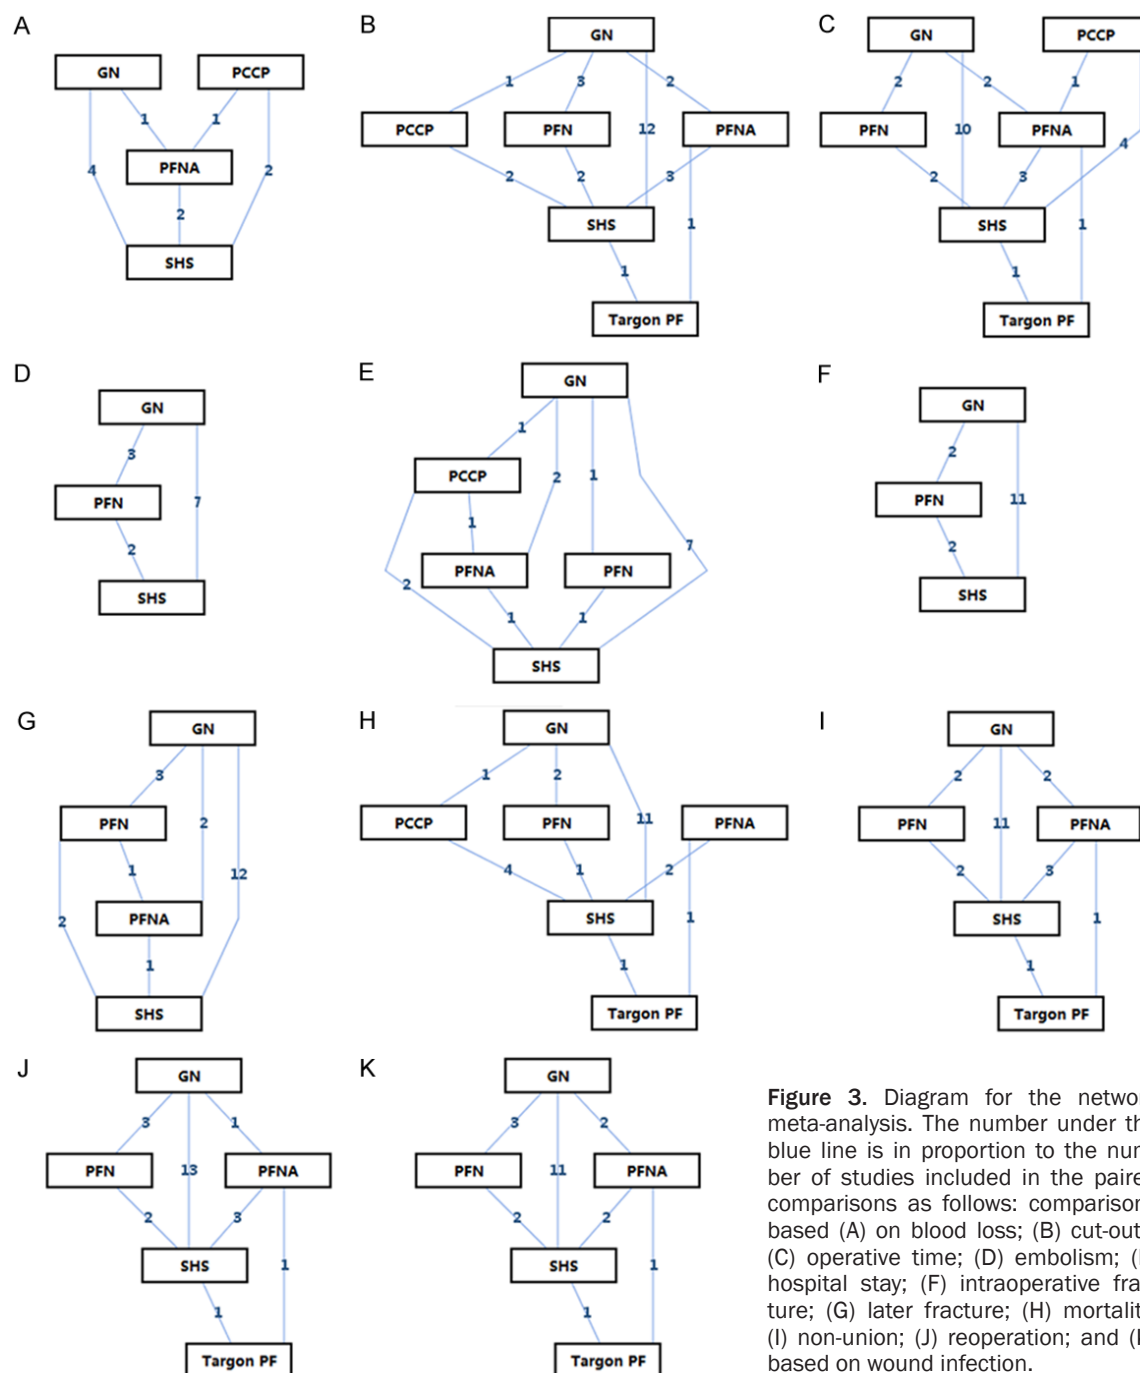 A
GN
PCCP
1
1
PFNA
4
2
2
SHS
B
GN
1
3
2
PCCP
PFN
12
PFNA
2
2
3
SHS
1
1
Targon PF
C
GN
PCCP
2
2
1
PFN
10
PFNA
4
2
3
SHS
1
1
Targon PF
D
GN
3
PFN
7
2
SHS
E
GN
1
PCCP
2
1
1
7
PFNA
PFN
2
1
1
SHS
F
GN
2
PFN
11
2
SHS
G
GN
3
PFN
2
1
12
PFNA
2
1
SHS
H
GN
1
2
PCCP
PFN
11
PFNA
4
1
2
SHS
1
1
Targon PF
I
GN
2
2
PFN
11
PFNA
2
3
SHS
1
1
Targon PF
J
GN
3
1
PFN
13
PFNA
2
3
SHS
1
1
Targon PF
K
GN
3
2
PFN
11
PFNA
2
2
SHS
1
1
Targon PF
Figure 3. Diagram for the networ
meta-analysis. The number under th
blue line is in proportion to the num
ber of studies included in the paire
comparisons as follows: comparison
based (A) on blood loss; (B) cut-out
(C) operative time; (D) embolism; (
hospital stay; (F) intraoperative fra
ture; (G) later fracture; (H) mortalit
(I) non-union; (J) reoperation; and (
based on wound infection.